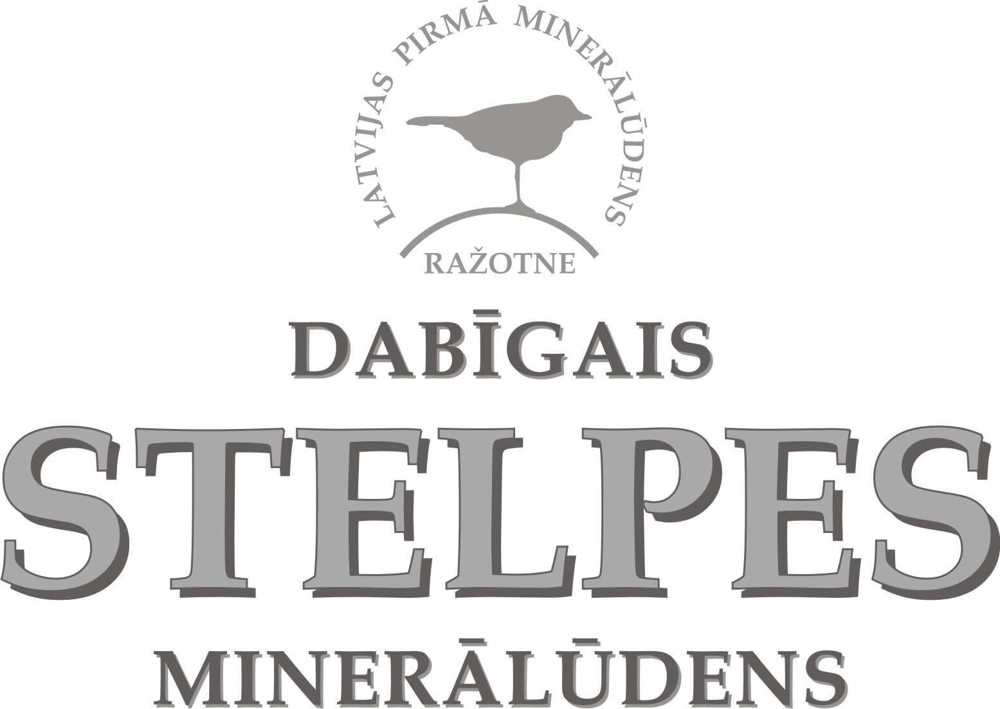 LATVIJAS PIRMĀ MINERĀLŪDENS
RAŽOTNE
DABĪGAIS
STELPES
MINERĀLŪDENS